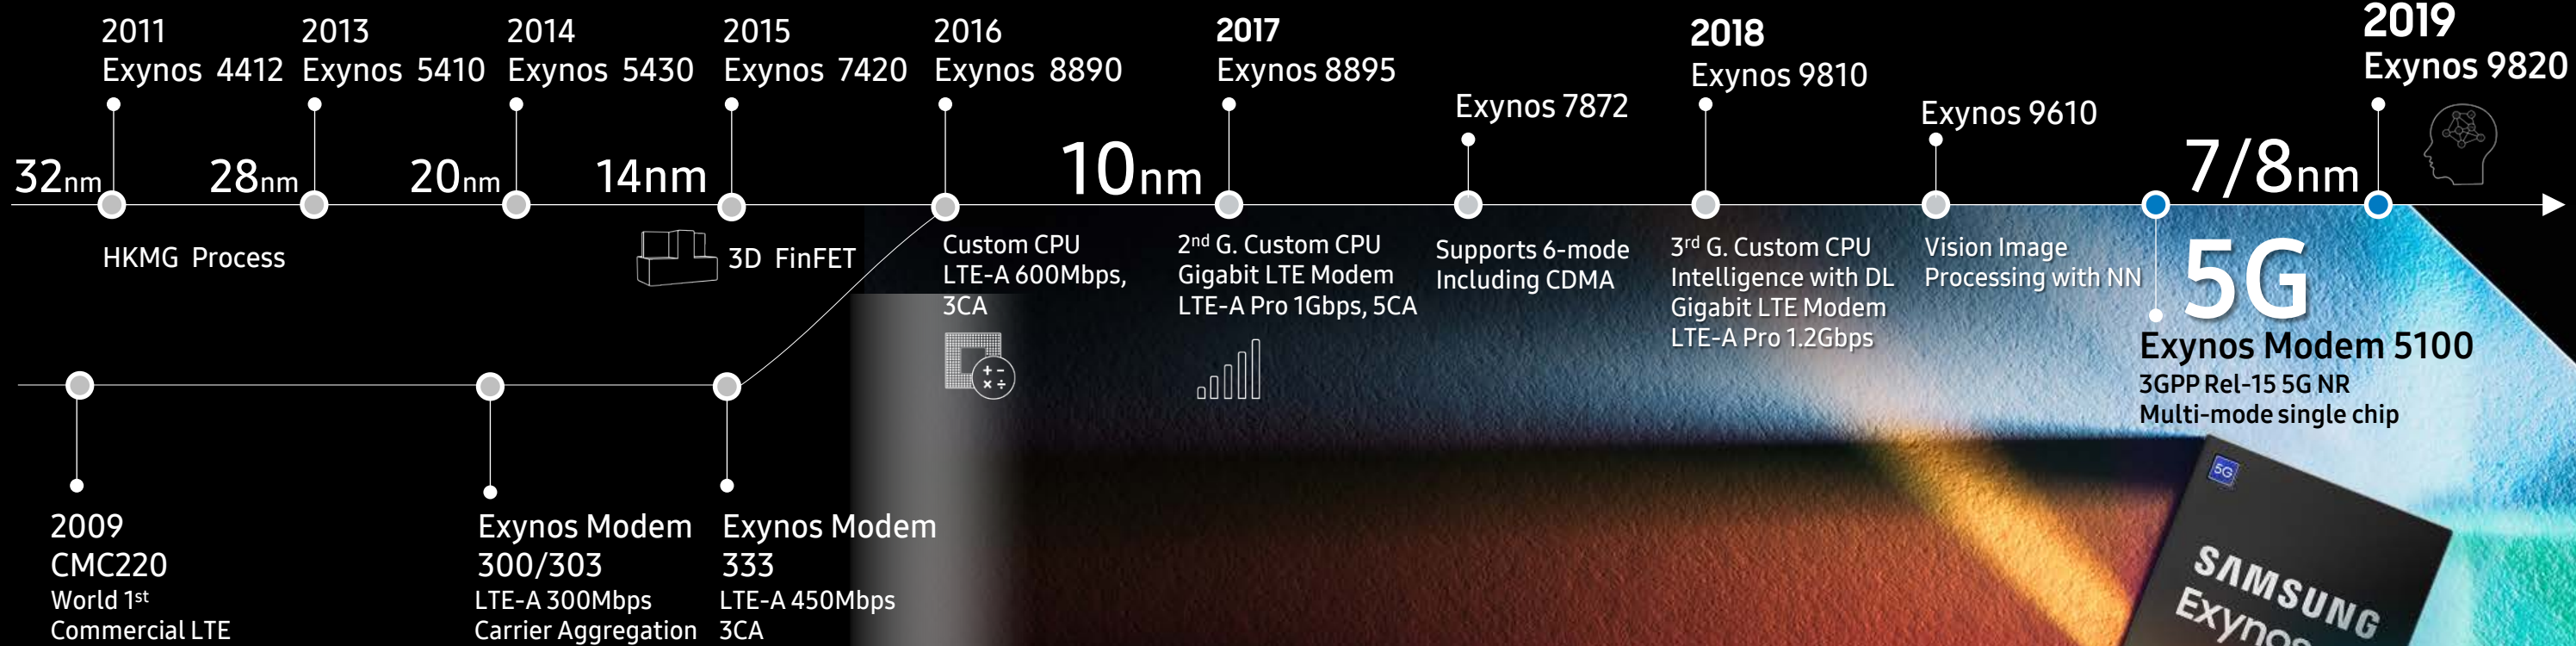 2011
Exynos 4412
2013
Exynos 5410
2014
Exynos 5430
2015
Exynos 7420
2016
Exynos 8890
2017
Exynos 8895
Exynos 7872
2018
Exynos 9810
Exynos 9610
2019
Exynos 9820
32nm
28nm
20nm
14nm
10nm
7/8nm
HKMG Process
3D FinFET
Custom CPU
LTE-A 600Mbps,
3CA
2nd G. Custom CPU
Gigabit LTE Modem
LTE-A Pro 1Gbps, 5CA
Supports 6-mode
Including CDMA
3rd G. Custom CPU
Intelligence with DL
Gigabit LTE Modem
LTE-A Pro 1.2Gbps
Vision Image
Processing with NN
5G
Exynos Modem 5100
3GPP Rel-15 5G NR
Multi-mode single chip
2009
CMC220
World 1st
Commercial LTE
Exynos Modem
300/303
LTE-A 300Mbps
Carrier Aggregation
Exynos Modem
333
LTE-A 450Mbps
3CA
5G
SAMSUNG
Exynos